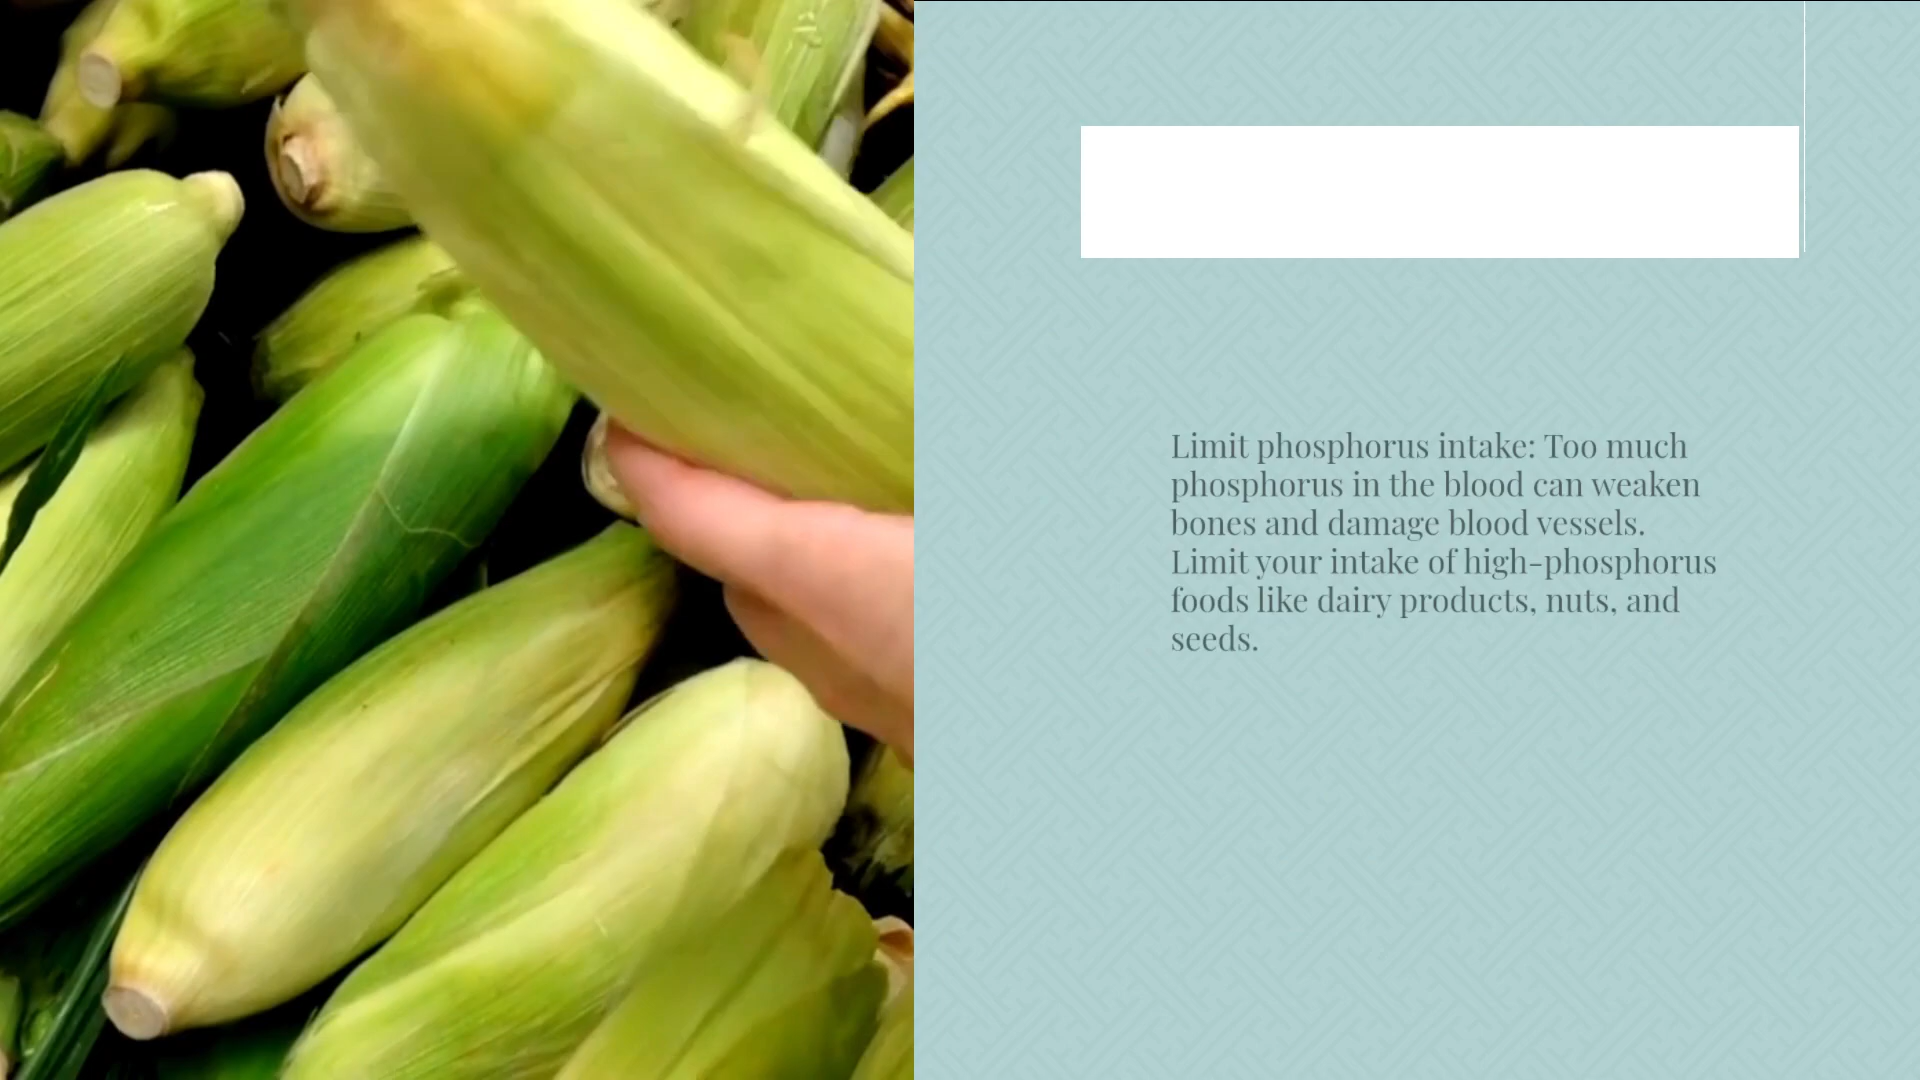 Limit phosphorus intake: Too much
phosphorus in the blood can weaken
bones and damage blood vessels.
Limit your intake of high-phosphorus
foods like dairy products, nuts, and
seeds.